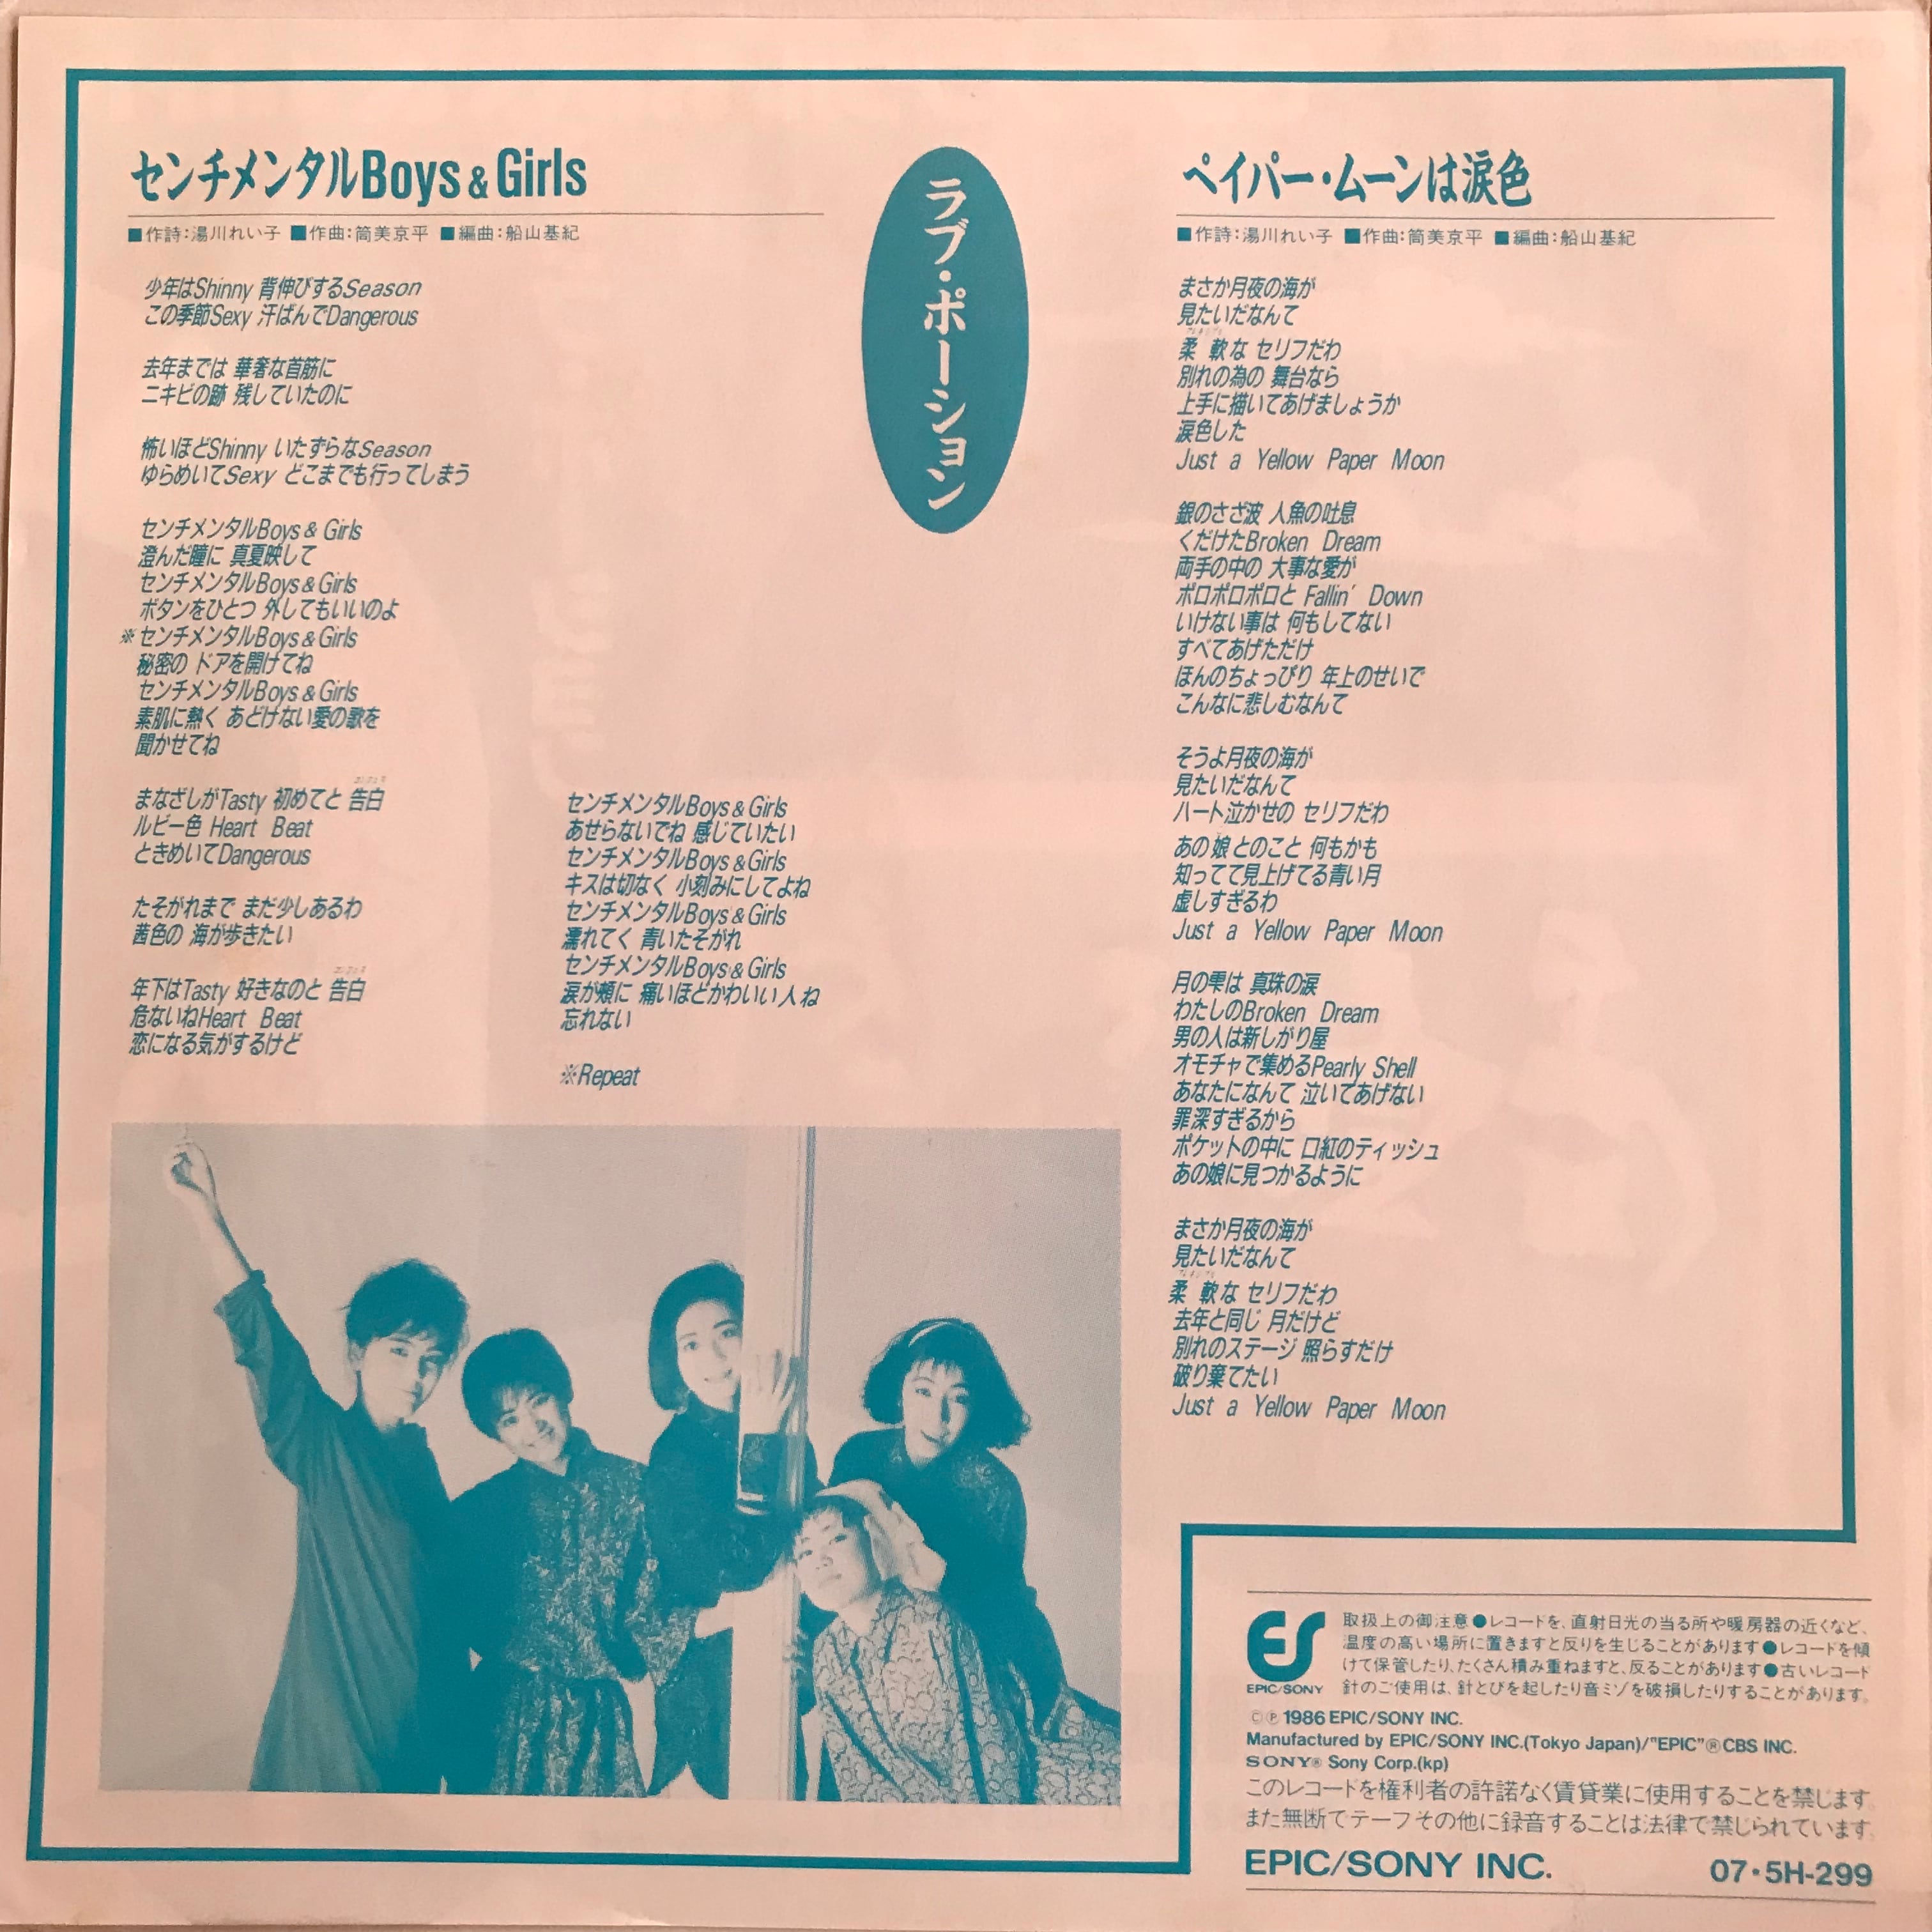 センチメンタルBoys & Girls
■作詩:湯川れい子 ■作曲:筒美京平 ■編曲:船山基紀
少年はShinny 背伸びするSeason
この季節Sexy 汗ばんでDangerous
去年までは 華奢な首筋に
ニキビの跡 残していたのに
怖いほどShinny いたずらなSeason
ゆらめいてSexy どこまでも行ってしまう
センチメンタルBoys & Girls
澄んだ瞳に 真夏映して
センチメンタルBoys & Girls
ボタンをひとつ 外してもいいのよ
※センチメンタルBoys & Girls
秘密の ドアを開けてね
センチメンタルBoys & Girls
素肌に熱く あどけない愛の歌を
聞かせてね
まなざしがTasty 初めてと 告白
ルビー色 Heart Beat
ときめいてDangerous
たそがれまで まだ少しあるわ
茜色の 海が歩きたい
年下はTasty 好きなのと 告白
危ないねHeart Beat
恋になる気がするけど
センチメンタルBoys & Girls
あせらないでね 感じていたい
センチメンタルBoys & Girls
キスは切なく 小刻みにしてよね
センチメンタルBoys & Girls
濡れてく 青いたそがれ
センチメンタルBoys & Girls
涙が頬に 痛いほどかわいい人ね
忘れない
※Repeat
ラブ・ポーション
ペイパー・ムーンは涙色
■作詩:湯川れい子 ■作曲:筒美京平 ■編曲:船山基紀
まさか月夜の海が
見たいだなんて
柔軟な セリフだわ
別れの為の 舞台なら
上手に描いてあげましょうか
涙色した
Just a Yellow Paper Moon
銀のさざ波 人魚の吐息
くだけたBroken Dream
両手の中の 大事な愛が
ポロポロポロと Fallin' Down
いけない事は 何もしてない
すべてあげただけ
ほんのちょっぴり 年上のせいで
こんなに悲しむなんて
そうよ月夜の海が
見たいだなんて
ハート泣かせの セリフだわ
あの娘とのこと 何もかも
知ってて見上げてる青い月
虚しすぎるわ
Just a Yellow Paper Moon
月の雫は 真珠の涙
わたしのBroken Dream
男の人は新しがり屋
オモチャで集めるPearly Shell
あなたになんて 泣いてあげない
罪深すぎるから
ポケットの中に 口紅のティッシュ
あの娘に見つかるように
まさか月夜の海が
見たいだなんて
柔軟な セリフだわ
去年と同じ 月だけど
別れのステージ 照らすだけ
破り棄てたい
Just a Yellow Paper Moon
ES
EPIC/SONY
取扱上の御注意●レコードを、直射日光の当る所や暖房器の近くなど、
温度の高い場所に置きますと反りを生じることがあります●レコードを傾
けて保管したり、たくさん積み重ねますと、反ることがあります●古いレコード
針のご使用は、針とびを起したり音ミゾを破損したりすることがあります。
©℗1986 EPIC/SONY INC.
Manufactured by EPIC/SONY INC.(Tokyo Japan)/"EPIC"®CBS INC.
SONY® Sony Corp.(kp)
このレコードを権利者の許諾なく賃貸業に使用することを禁じます。
また無断でテープその他に録音することは法律で禁じられています。
EPIC/SONY INC.
07・5H-299